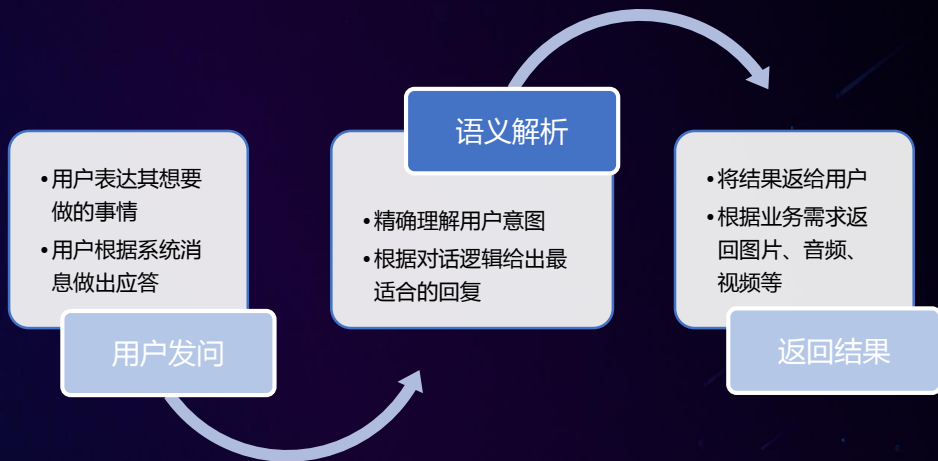 •用户表达其想要
做的事情
•用户根据系统消
息做出应答
用户发问
语义解析
•精确理解用户意图
•根据对话逻辑给出最
适合的回复
•将结果返给用户
•根据业务需求返
回图片、音频、
视频等
返回结果